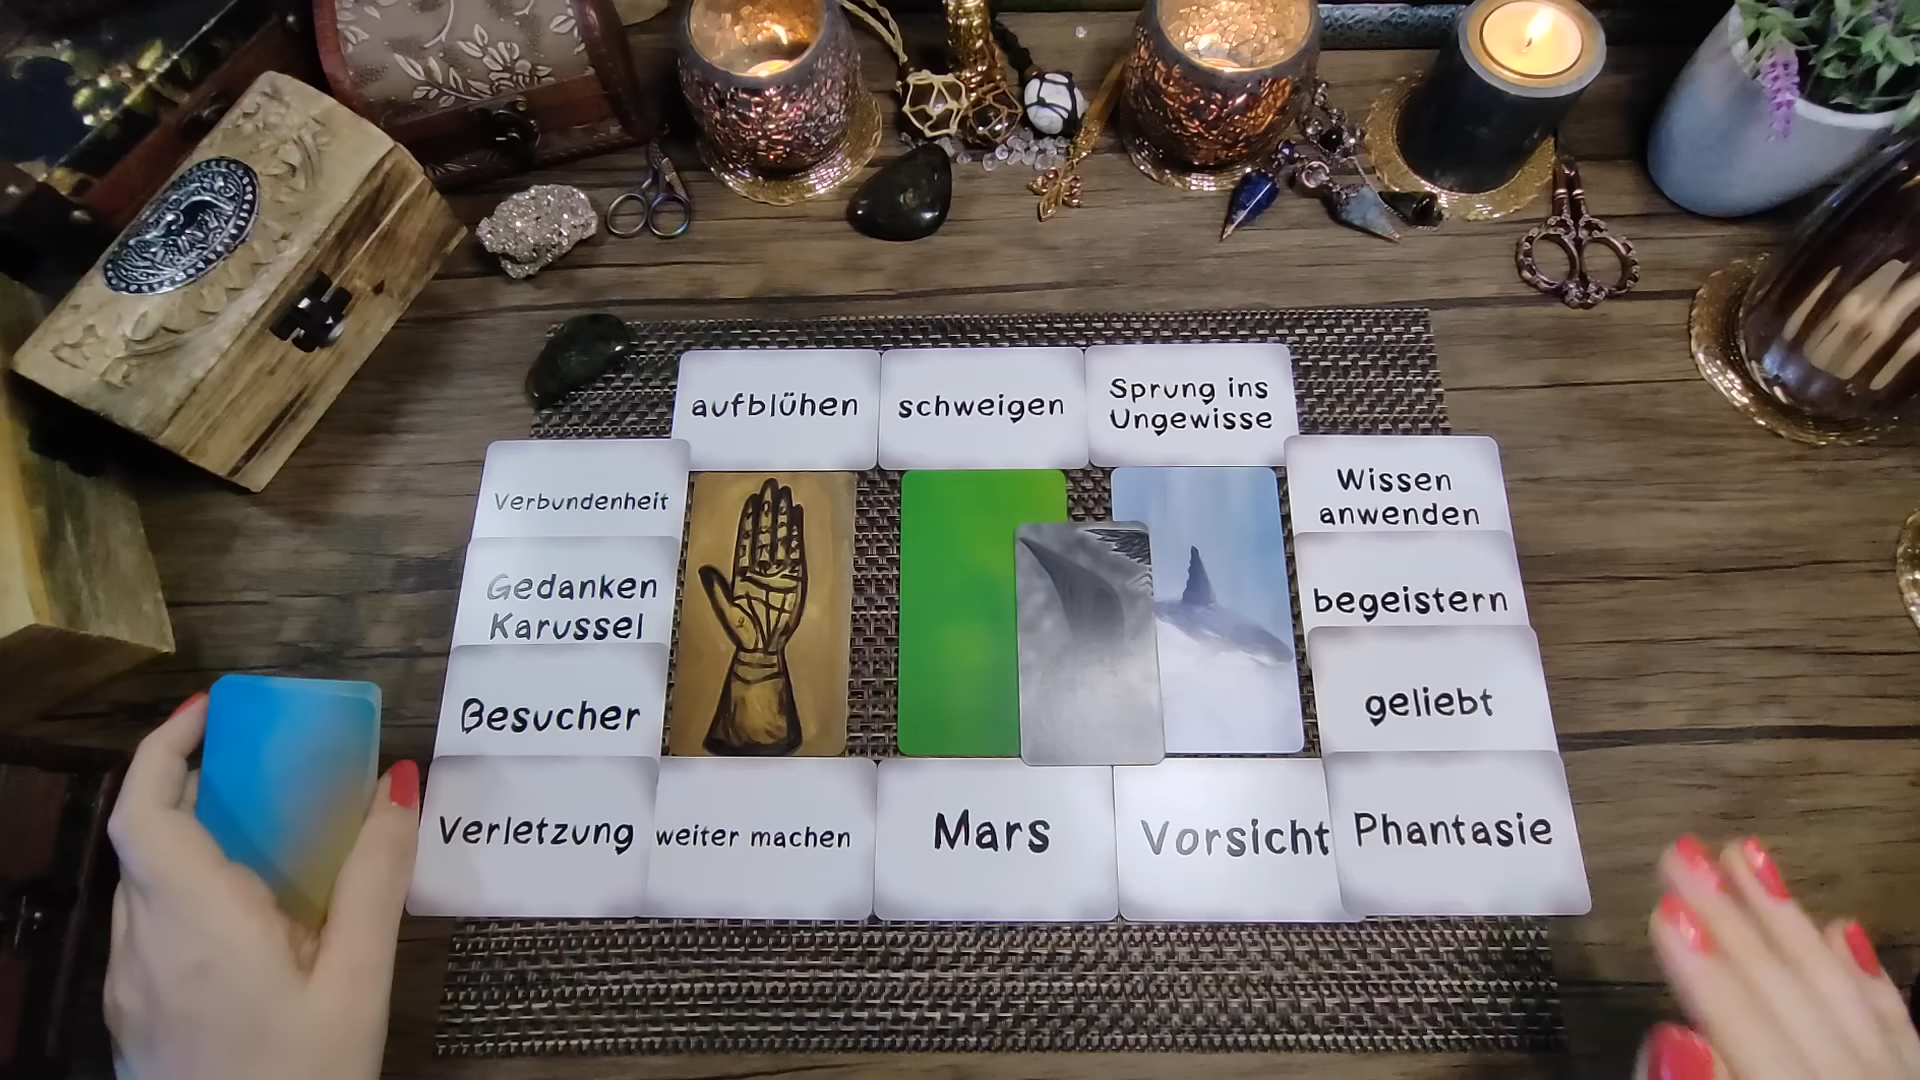 aufblühen
schweigen
Sprung ins
Ungewisse
Verbundenheit
Gedanken
Karussel
Besucher
Verletzung
Wissen
anwenden
begeistern
geliebt
Phantasie
weiter machen
Mars
Vorsicht